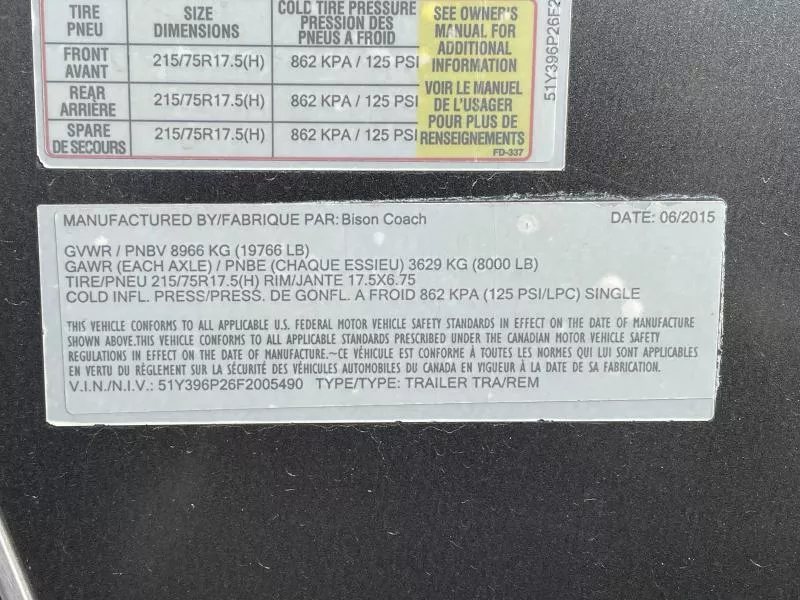 TIRE SIZE COLD TIRE PRESSURE SEE OWNER'S
PNEU DIMENSIONS PRESSION DES MANUAL FOR
PNEUS A FROID ADDITIONAL
FRONT 215/75R17.5(H) 862 KPA / 125 PSI INFORMATION
AVANT
REAR 215/75R17.5(H) 862 KPA / 125 PSI VOIR LE MANUEL
ARRIÈRE DE L'USAGER
SPARE 215/75R17.5(H) 862 KPA / 125 PSI POUR PLUS DE
DE SECOURS RENSEIGNEMENTS
FD-337
51Y396P26F2
MANUFACTURED BY/FABRIQUE PAR: Bison Coach DATE: 06/2015
GVWR / PNBV 8966 KG (19766 LB)
GAWR (EACH AXLE) / PNBE (CHAQUE ESSIEU) 3629 KG (8000 LB)
TIRE/PNEU 215/75R17.5(H) RIM/JANTE 17.5X6.75
COLD INFL. PRESS/PRESS. DE GONFL. A FROID 862 KPA (125 PSI/LPC) SINGLE
THIS VEHICLE CONFORMS TO ALL APPLICABLE U.S. FEDERAL MOTOR VEHICLE SAFETY STANDARDS IN EFFECT ON THE DATE OF MANUFACTURE
SHOWN ABOVE.THIS VEHICLE CONFORMS TO ALL APPLICABLE STANDARDS PRESCRIBED UNDER THE CANADIAN MOTOR VEHICLE SAFETY
REGULATIONS IN EFFECT ON THE DATE OF MANUFACTURE.~CE VÉHICULE EST CONFORME À TOUTES LES NORMES QUI LUI SONT APPLICABLES
EN VERTU DU RÈGLEMENT SUR LA SÉCURITÉ DES VÉHICULES AUTOMOBILES DU CANADA EN VIGUEUR À LA DATE DE SA FABRICATION.
V.I.N./N.I.V.: 51Y396P26F2005490 TYPE/TYPE: TRAILER TRA/REM